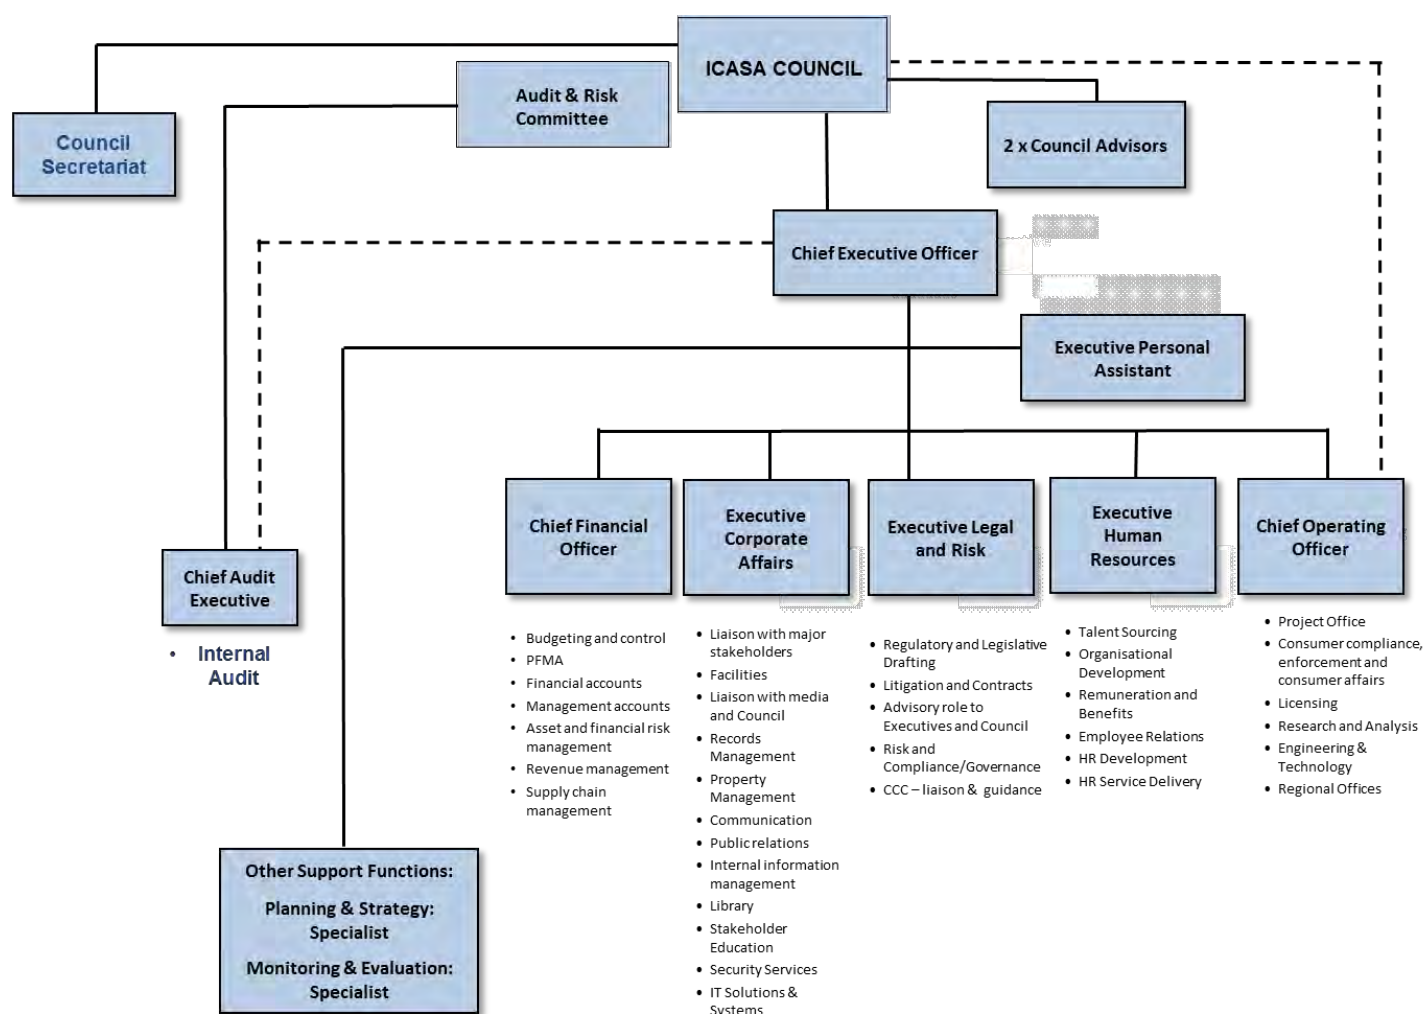 ICASA COUNCIL
Audit & Risk
Committee
Council
Secretariat
2 x Council Advisors
Chief Executive Officer
Executive Personal
Assistant
Chief Financial
Officer
Executive
Corporate
Affairs
Executive Legal
and Risk
Executive
Human
Resources
Chief Operating
Officer
Chief Audit
Executive
• Internal
Audit
• Budgeting and control
• PFMA
• Financial accounts
• Management accounts
• Asset and financial risk
management
• Revenue management
• Supply chain
management
• Liaison with major
stakeholders
• Facilities
• Liaison with media
and Council
• Records
Management
• Property
Management
• Communication
• Public relations
• Internal information
management
• Library
• Stakeholder
Education
• Security Services
• IT Solutions &
Systems
• Regulatory and Legislative
Drafting
• Litigation and Contracts
• Advisory role to
Executives and Council
• Risk and
Compliance/Governance
• CCC – liaison & guidance
• Talent Sourcing
• Organisational
Development
• Remuneration and
Benefits
• Employee Relations
• HR Development
• HR Service Delivery
• Project Office
• Consumer compliance,
enforcement and
consumer affairs
• Licensing
• Research and Analysis
• Engineering &
Technology
• Regional Offices
Other Support Functions:
Planning & Strategy:
Specialist
Monitoring & Evaluation:
Specialist